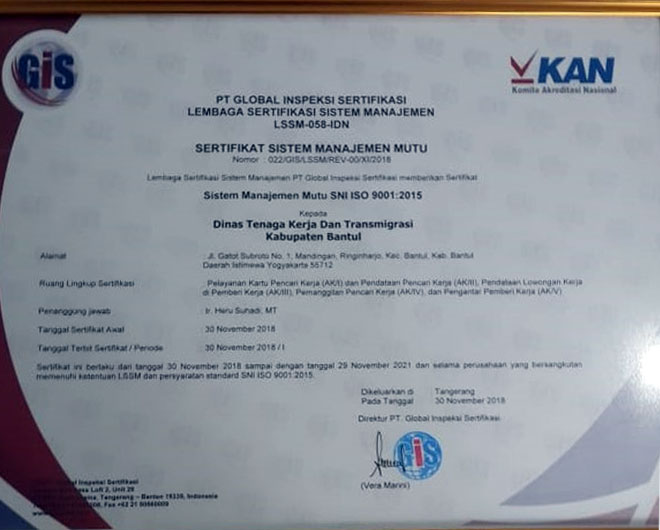 GIS
KAN
Komite Akreditasi Nasional
PT GLOBAL INSPEKSI SERTIFIKASI
LEMBAGA SERTIFIKASI SISTEM MANAJEMEN
LSSM-058-IDN
SERTIFIKAT SISTEM MANAJEMEN MUTU
Nomor : 022/GIS/LSSM/REV-00/XI/2018
Lembaga Sertifikasi Sistem Manajemen PT Global Inspeksi Sertifikasi memberikan Sertifikat
Sistem Manajemen Mutu SNI ISO 9001:2015
Kepada
Dinas Tenaga Kerja Dan Transmigrasi
Kabupaten Bantul
Alamat : Jl. Gatot Subroto No. 1, Mandingan, Ringinharjo, Kec. Bantul, Kab. Bantul
Daerah Istimewa Yogyakarta 55712
Ruang Lingkup Sertifikasi : Pelayanan Kartu Pencari Kerja (AK/I) dan Pendataan Pencari Kerja (AK/II), Pendataan Lowongan Kerja
di Pemberi Kerja (AK/III), Pemanggilan Pencari Kerja (AK/IV), dan Pengantar Pemberi Kerja (AK/V)
Penanggung jawab : Ir. Heru Suhadi, MT
Tanggal Sertifikat Awal : 30 November 2018
Tanggal Terbit Sertifikat / Periode : 30 November 2018 / I
Sertifikat ini berlaku dari tanggal 30 November 2018 sampai dengan tanggal 29 November 2021 dan selama perusahaan yang bersangkutan
memenuhi ketentuan LSSM dan persyaratan standard SNI ISO 9001:2015.
Dikeluarkan di Tangerang
Pada Tanggal 30 November 2018
Direktur PT. Global Inspeksi Sertifikasi
GIS
(Vera Marini)
Inspeksi Sertifikasi
Loft 2, Unit 29
Tangerang – Banten 15339, Indonesia